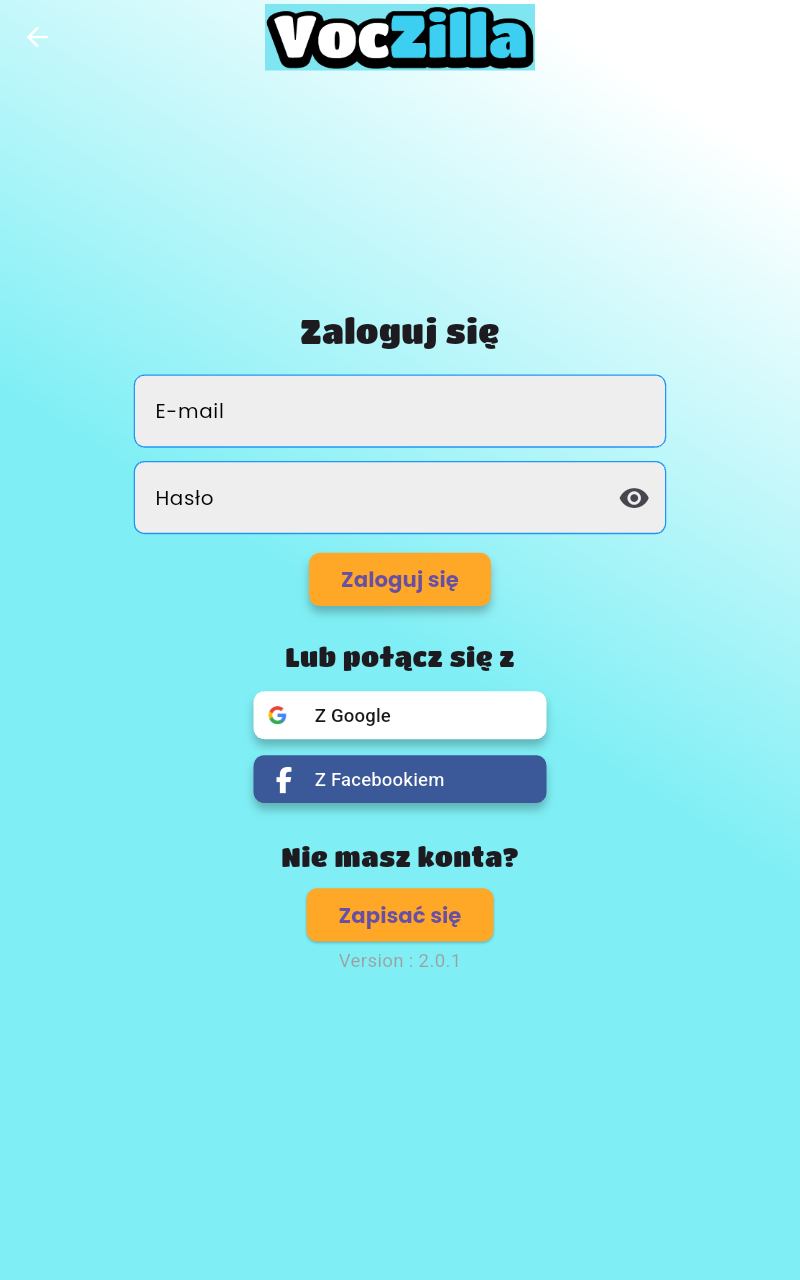 VocZilla
Zaloguj się
E-mail
Hasło
Zaloguj się
Lub połącz się z
Z Google
Z Facebookiem
Nie masz konta?
Zapisać się
Version : 2.0.1